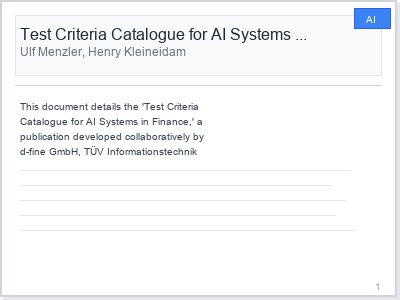 AI
Test Criteria Catalogue for AI Systems ...
Ulf Menzler, Henry Kleineidam
This document details the 'Test Criteria
Catalogue for AI Systems in Finance,' a
publication developed collaboratively by
d-fine GmbH, TÜV Informationstechnik
1